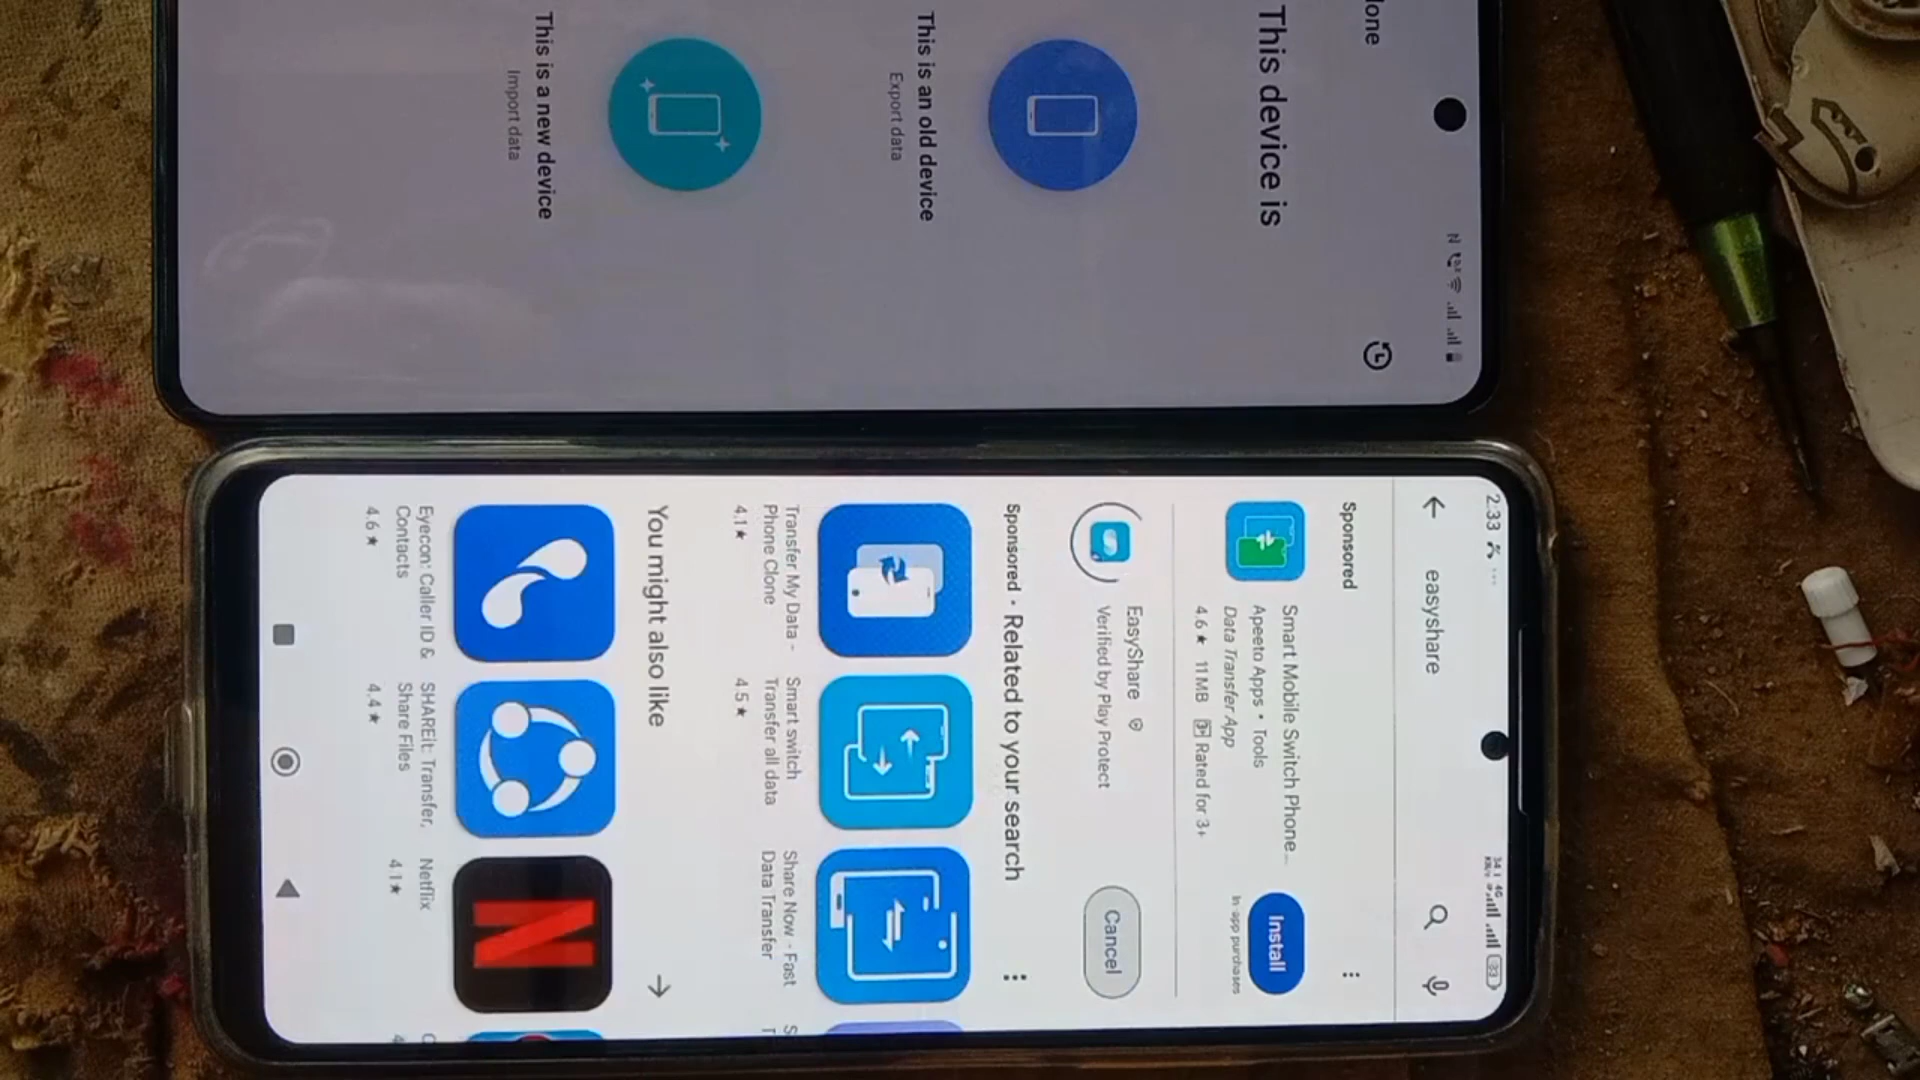 lone
This device is
This is an old device
Export data
This is a new device
Import data
2:33
easyshare
Sponsored
Smart Mobile Switch Phone...
Apeeto Apps • Tools
Data Transfer App
4.6 ★ 11 MB 3+ Rated for 3+
Install
In-app purchases
EasyShare
Verified by Play Protect
Cancel
Sponsored • Related to your search
Transfer My Data -
Phone Clone
4.1★
Smart switch
Transfer all data
4.5★
Share Now - Fast
Data Transfer
S
T
You might also like
Eyecon: Caller ID &
Contacts
4.6★
SHAREit: Transfer,
Share Files
4.4★
Netflix
4.1★
C
4